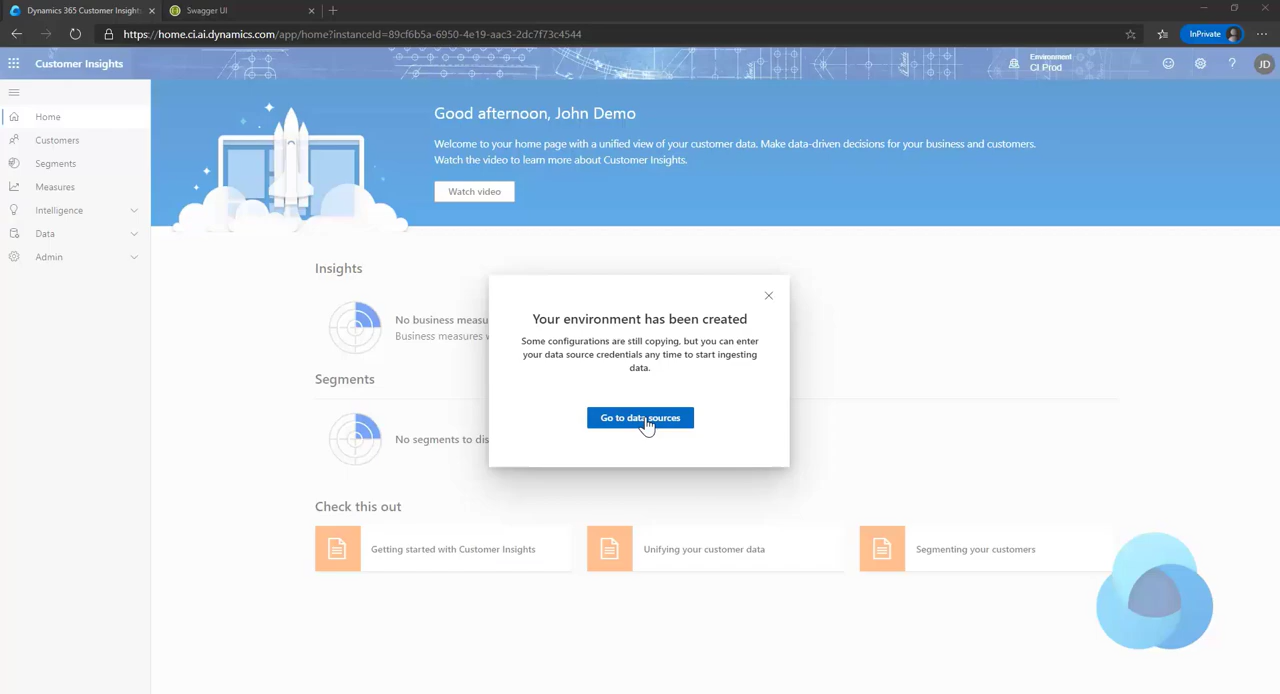 Dynamics 365 Customer Insights
Swagger UI
https://home.ci.ai.dynamics.com/app/home?instanceId=89cf6b5a-6950-4e19-aac3-2dc7f73c4544
InPrivate
Customer Insights
Environment
CI Prod
JD
Home
Customers
Segments
Measures
Intelligence
Data
Admin
Good afternoon, John Demo
Welcome to your home page with a unified view of your customer data. Make data-driven decisions for your business and customers.
Watch the video to learn more about Customer Insights.
Watch video
Insights
No business measu
Business measures w
Segments
No segments to dis
Your environment has been created
Some configurations are still copying, but you can enter
your data source credentials any time to start ingesting
data.
Go to data sources
Check this out
Getting started with Customer Insights
Unifying your customer data
Segmenting your customers